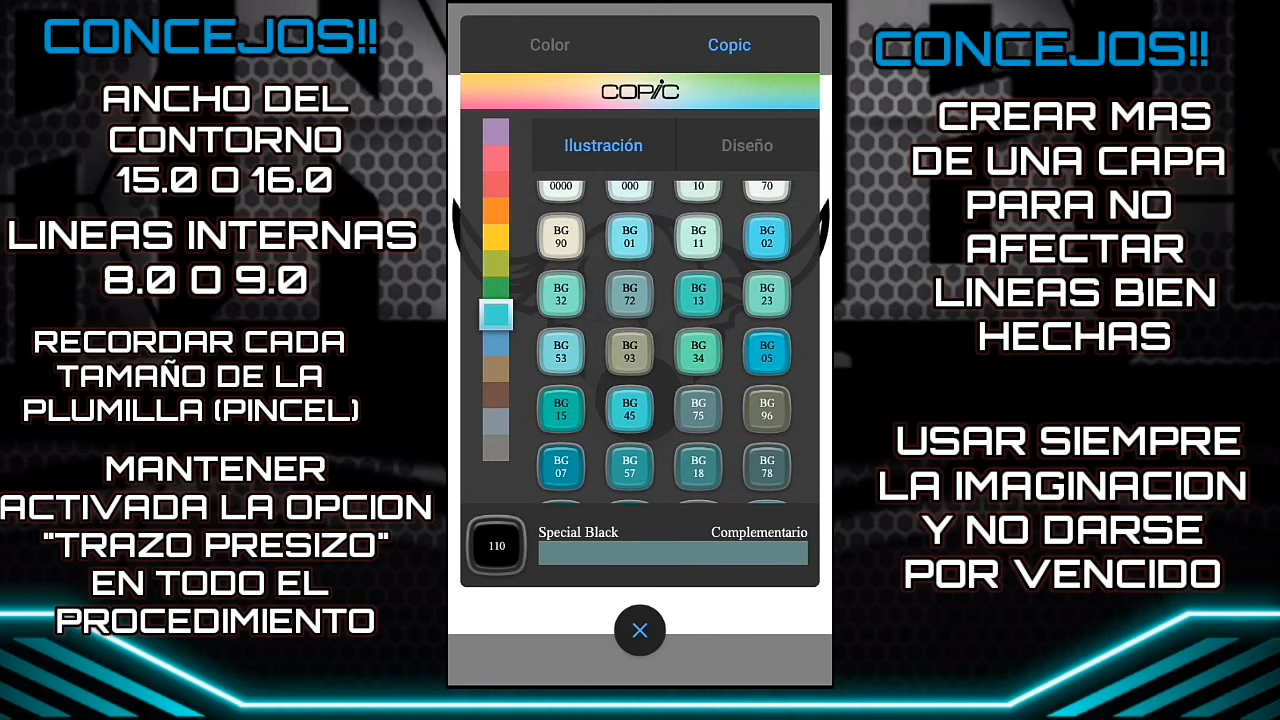 CONCEJOS!!
ANCHO DEL
CONTORNO
15.0 O 16.0
LINEAS INTERNAS
8.0 O 9.0
RECORDAR CADA
TAMAÑO DE LA
PLUMILLA (PINCEL)
MANTENER
ACTIVADA LA OPCION
"TRAZO PRESIZO"
EN TODO EL
PROCEDIMIENTO
Color Copic
COPIC
Ilustración Diseño
0000 000 10 70
BG 90 BG 01 BG 11 BG 02
BG 32 BG 72 BG 13 BG 23
BG 53 BG 93 BG 34 BG 05
BG 15 BG 45 BG 75 BG 96
BG 07 BG 57 BG 18 BG 78
110 Special Black Complementario
CONCEJOS!!
CREAR MAS
DE UNA CAPA
PARA NO
AFECTAR
LINEAS BIEN
HECHAS
USAR SIEMPRE
LA IMAGINACION
Y NO DARSE
POR VENCIDO